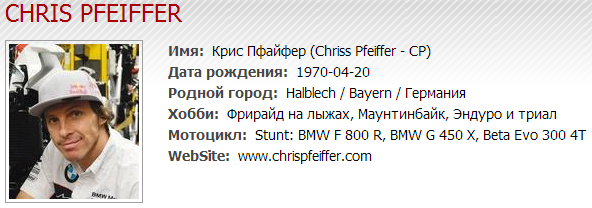 CHRIS PFEIFFER
Имя: Крис Пфайфер (Chriss Pfeiffer - CP)
Дата рождения: 1970-04-20
Родной город: Halblech / Bayern / Германия
Хобби: Фрирайд на лыжах, Маунтинбайк, Эндуро и триал
Мотоцикл: Stunt: BMW F 800 R, BMW G 450 X, Beta Evo 300 4T
WebSite: www.chrispfeiffer.com
BMW Mo